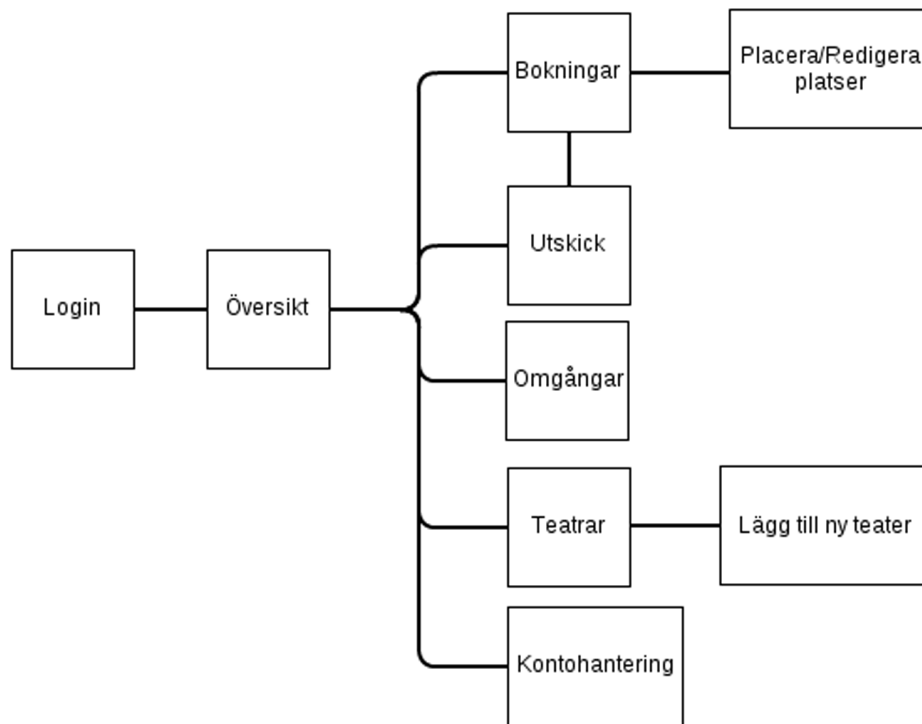 Login
Översikt
Bokningar
Placera/Redigera
platser
Utskick
Omgångar
Teatrar
Lägg till ny teater
Kontohantering